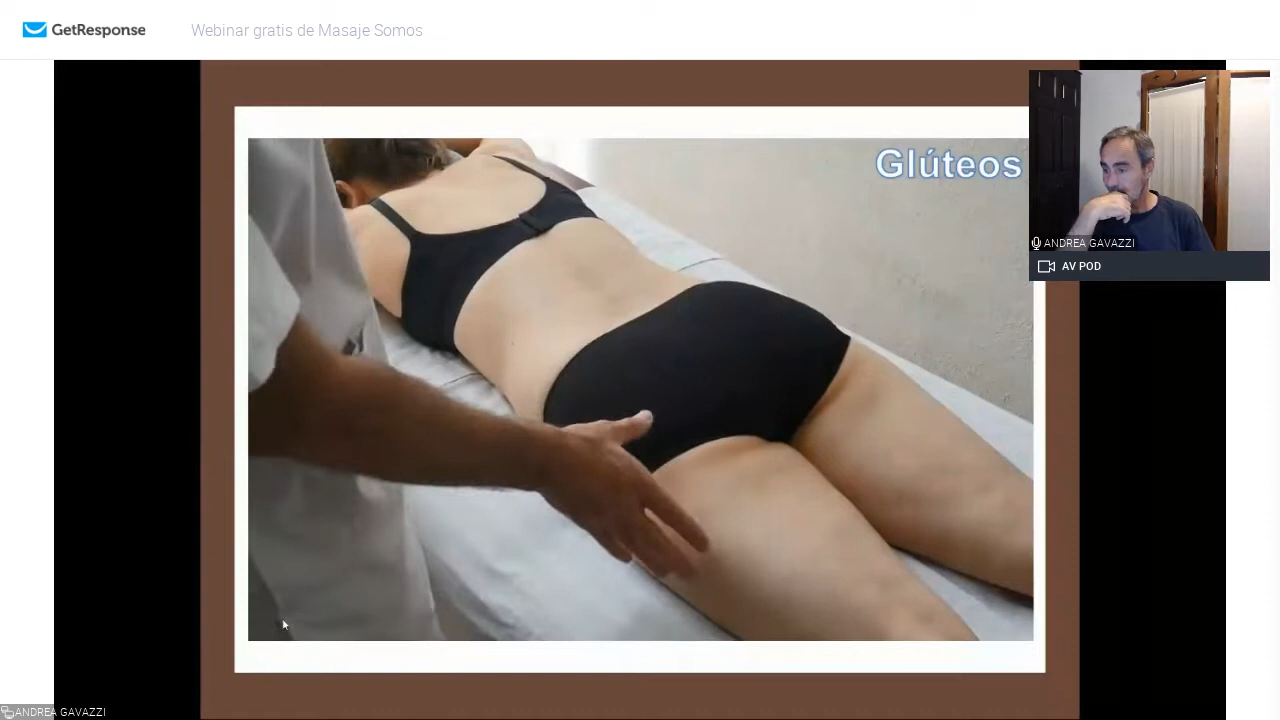 GetResponse
Webinar gratis de Masaje Somos
Glúteos
ANDREA GAVAZZI
AV POD
ANDREA GAVAZZI